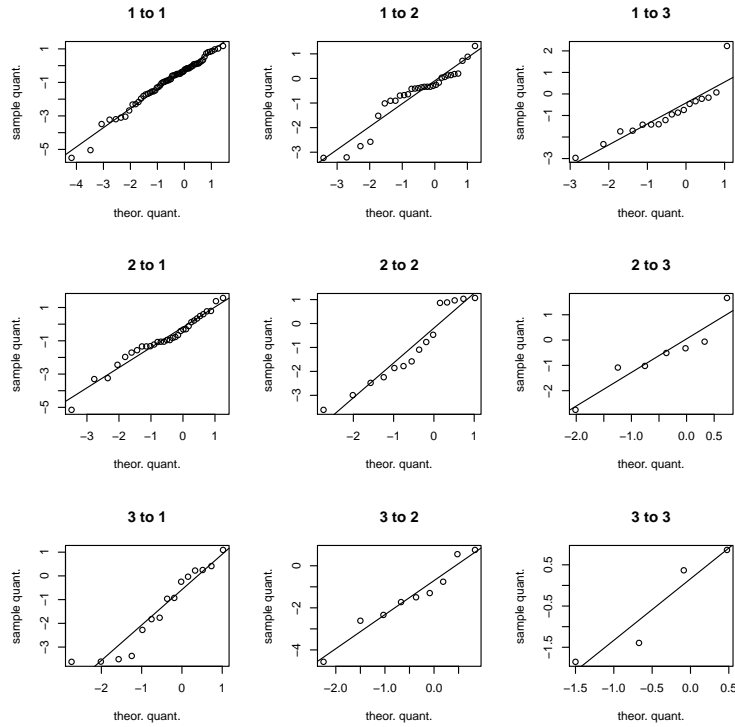 1 to 1
1 to 2
1 to 3
sample quant.
-5
-3
-1
1
-4
-3
-2
-1
0
1
theor. quant.
sample quant.
-3
-2
-1
0
1
-3
-2
-1
0
1
theor. quant.
sample quant.
-3
-1
0
1
2
-3
-2
-1
0
1
theor. quant.
2 to 1
2 to 2
2 to 3
sample quant.
-5
-3
-1
1
-3
-2
-1
0
1
theor. quant.
sample quant.
-3
-2
-1
0
1
-2
-1
0
1
theor. quant.
sample quant.
-2
-1
0
1
-2.0
-1.0
0.0
0.5
theor. quant.
3 to 1
3 to 2
3 to 3
sample quant.
-3
-2
-1
0
1
-2
-1
0
1
theor. quant.
sample quant.
-4
-2
0
-2.0
-1.0
0.0
theor. quant.
sample quant.
-1.5
-0.5
0.5
-1.5
-1.0
-0.5
0.0
0.5
theor. quant.